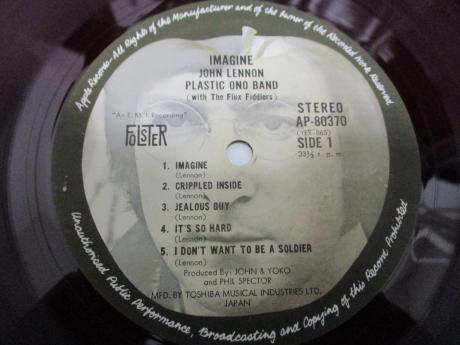 Apple Records-All Rights of the Manufacturer and of the Owner of the Recorded Work Reserved
IMAGINE
JOHN LENNON
PLASTIC ONO BAND
(with The Flux Fiddlers)
"An E.M.I. Recording"
FOLSTER
STEREO
AP-80370
(YEX-865)
SIDE 1
33⅓ r. p. m.
1. IMAGINE
(Lennon)
2. CRIPPLED INSIDE
(Lennon)
3. JEALOUS GUY
(Lennon)
4. IT'S SO HARD
(Lennon)
5. I DON'T WANT TO BE A SOLDIER
(Lennon)
Produced By: JOHN & YOKO
and PHIL SPECTOR
MFD. BY TOSHIBA MUSICAL INDUSTRIES LTD.
JAPAN
Unauthorised Public Performance, Broadcasting and Copying of this Record Prohibited